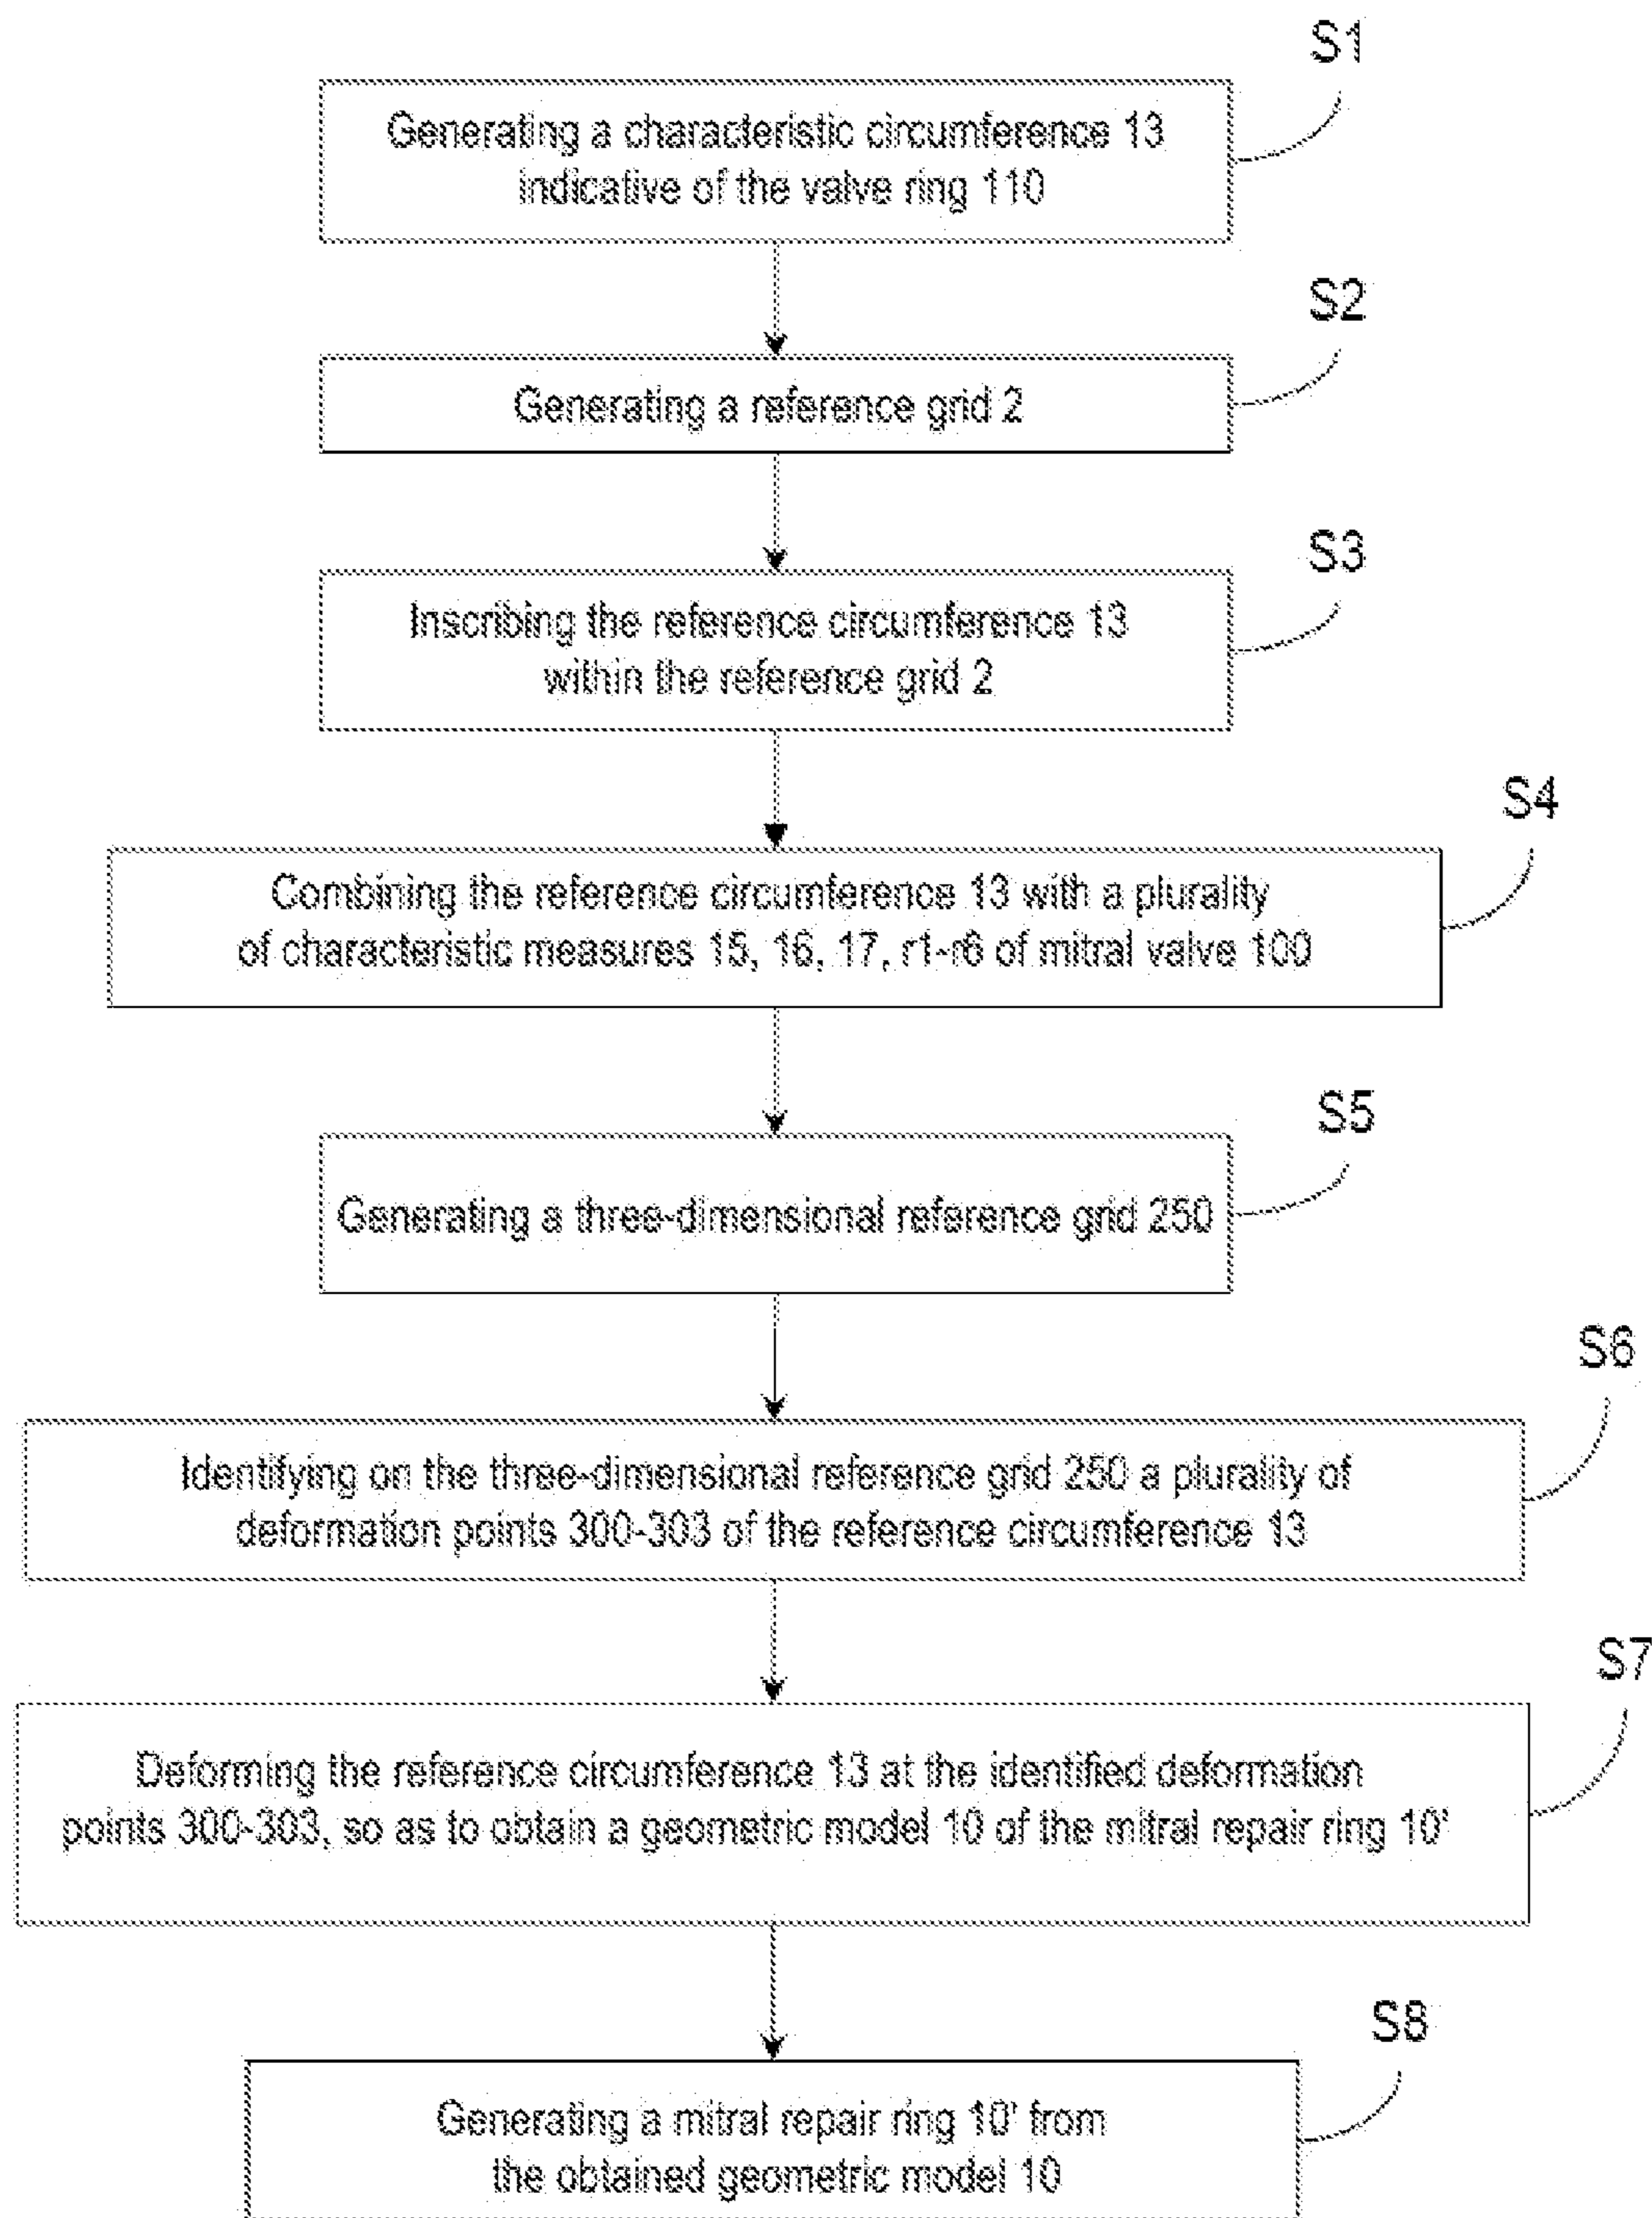 S1
Generating a characteristic circumference 13
indicative of the valve ring 110
S2
Generating a reference grid 2
S3
Inscribing the reference circumference 13
within the reference grid 2
S4
Combining the reference circumference 13 with a plurality
of characteristic measures 15, 16, 17, r1-r6 of mitral valve 100
S5
Generating a three-dimensional reference grid 250
S6
Identifying on the three-dimensional reference grid 250 a plurality of
deformation points 300-303 of the reference circumference 13
S7
Deforming the reference circumference 13 at the identified deformation
points 300-303, so as to obtain a geometric model 10 of the mitral repair ring 10'
S8
Generating a mitral repair ring 10' from
the obtained geometric model 10